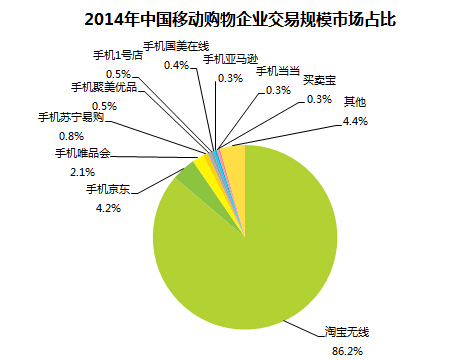 2014年中国移动购物企业交易规模市场占比
手机国美在线
0.4%
手机1号店
0.5%
手机亚马逊
0.3%
手机当当
0.3%
手机聚美优品
0.5%
买卖宝
0.3%
其他
4.4%
手机苏宁易购
0.8%
手机唯品会
2.1%
手机京东
4.2%
淘宝无线
86.2%